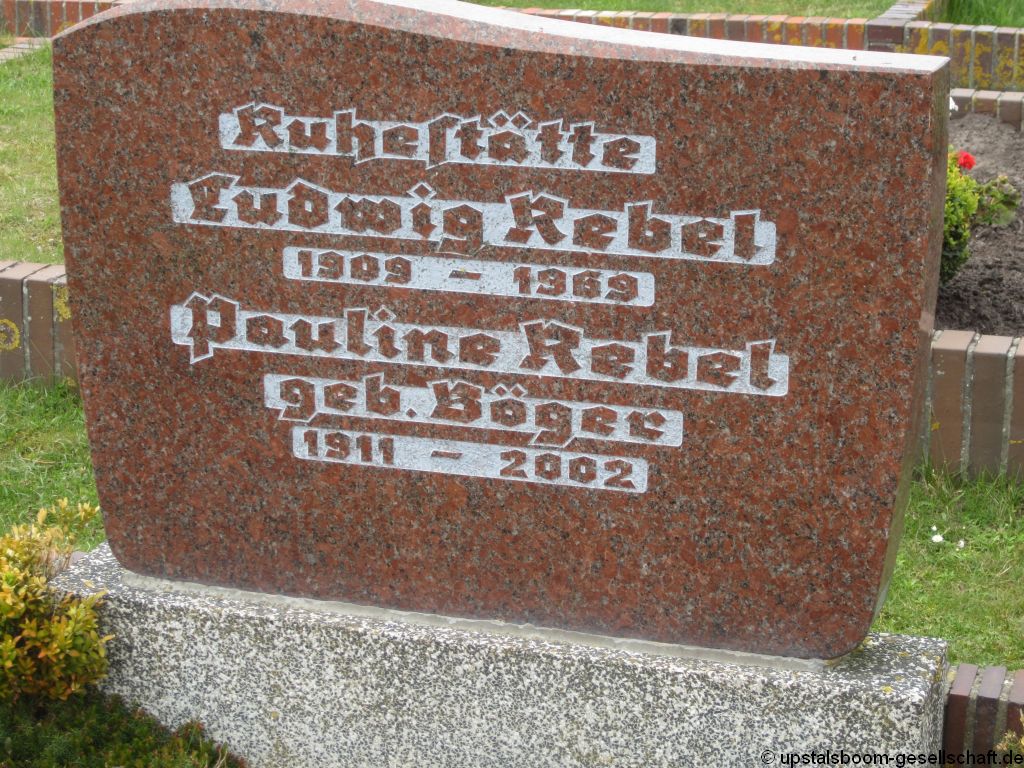 Ruheſtätte
Ludwig Rebel
1909 – 1969
Pauline Rebel
geb. Böger
1911 – 2002
© upstalsboom-gesellschaft.de